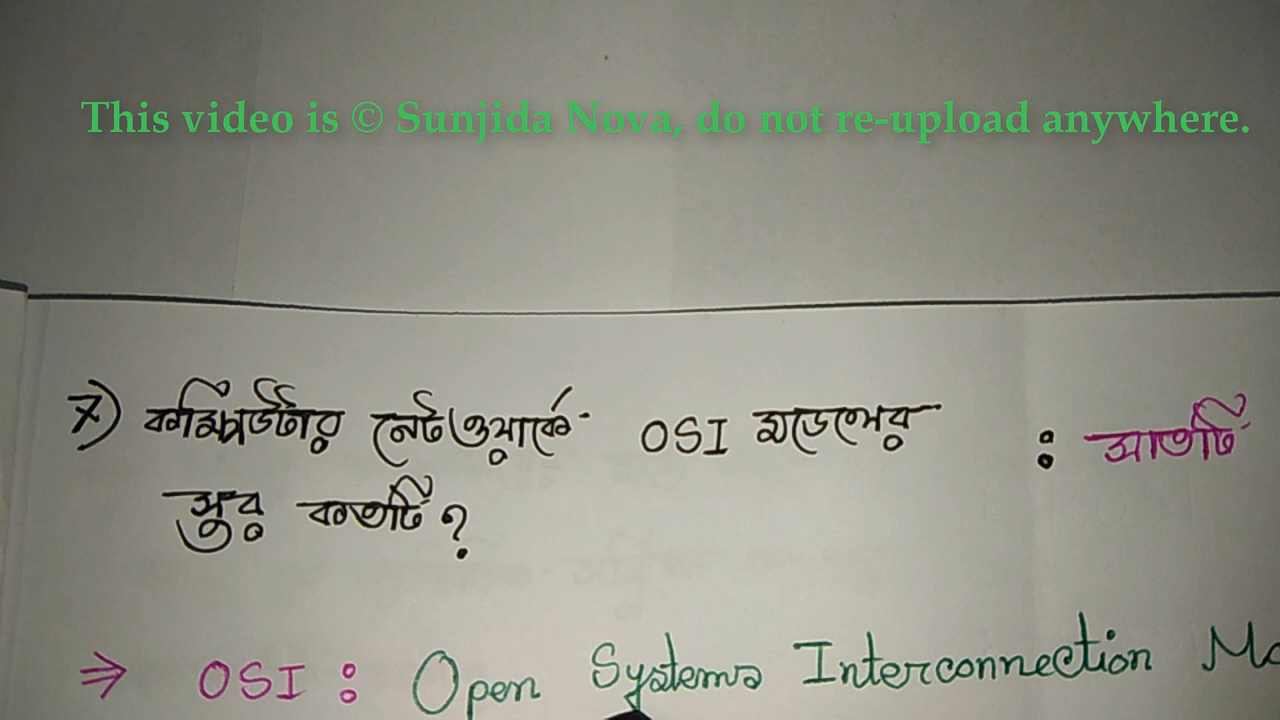 This video is © Sunjida Nova, do not re-upload anywhere.
৭) কম্পিউটার নেটওয়ার্কে OSI মডেলের : সাতটি
স্তর কতটি?
⇒ OSI : Open Systems Interconnection Mo